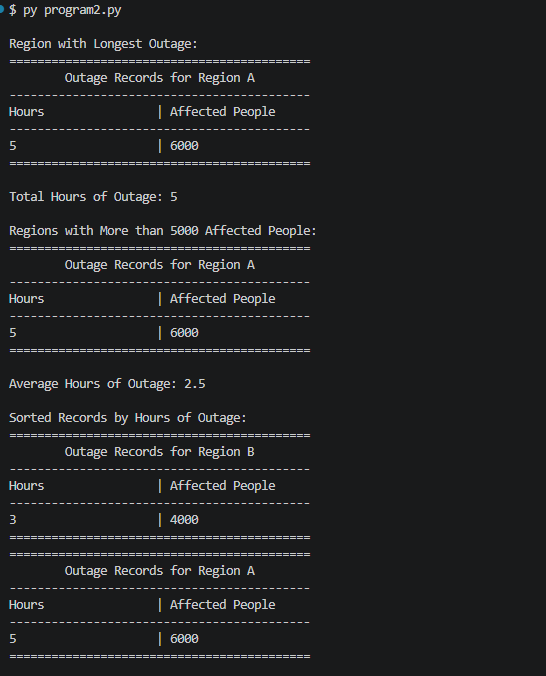 $ py program2.py
Region with Longest Outage:
===========================================
        Outage Records for Region A
-------------------------------------------
Hours                | Affected People
-------------------------------------------
5                    | 6000
===========================================
Total Hours of Outage: 5
Regions with More than 5000 Affected People:
===========================================
        Outage Records for Region A
-------------------------------------------
Hours                | Affected People
-------------------------------------------
5                    | 6000
===========================================
Average Hours of Outage: 2.5
Sorted Records by Hours of Outage:
===========================================
        Outage Records for Region B
-------------------------------------------
Hours                | Affected People
-------------------------------------------
3                    | 4000
===========================================
===========================================
        Outage Records for Region A
-------------------------------------------
Hours                | Affected People
-------------------------------------------
5                    | 6000
===========================================